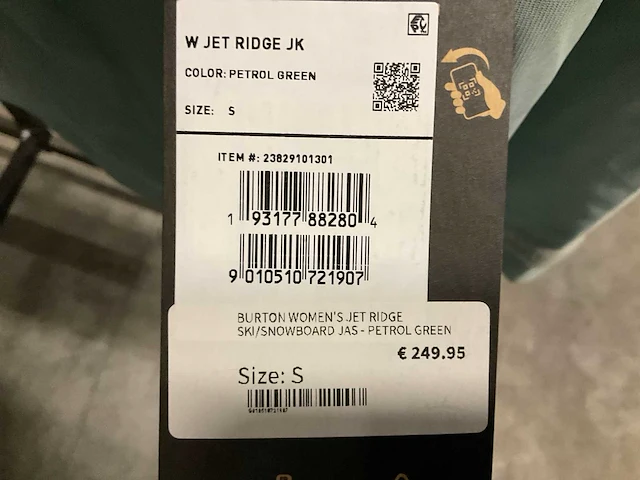 W JET RIDGE JK
COLOR: PETROL GREEN
SIZE: S
ITEM #: 23829101301
1 93177 88280 4
9 010510 721907
BURTON WOMEN'S JET RIDGE
SKI/SNOWBOARD JAS - PETROL GREEN
€ 249.95
Size: S